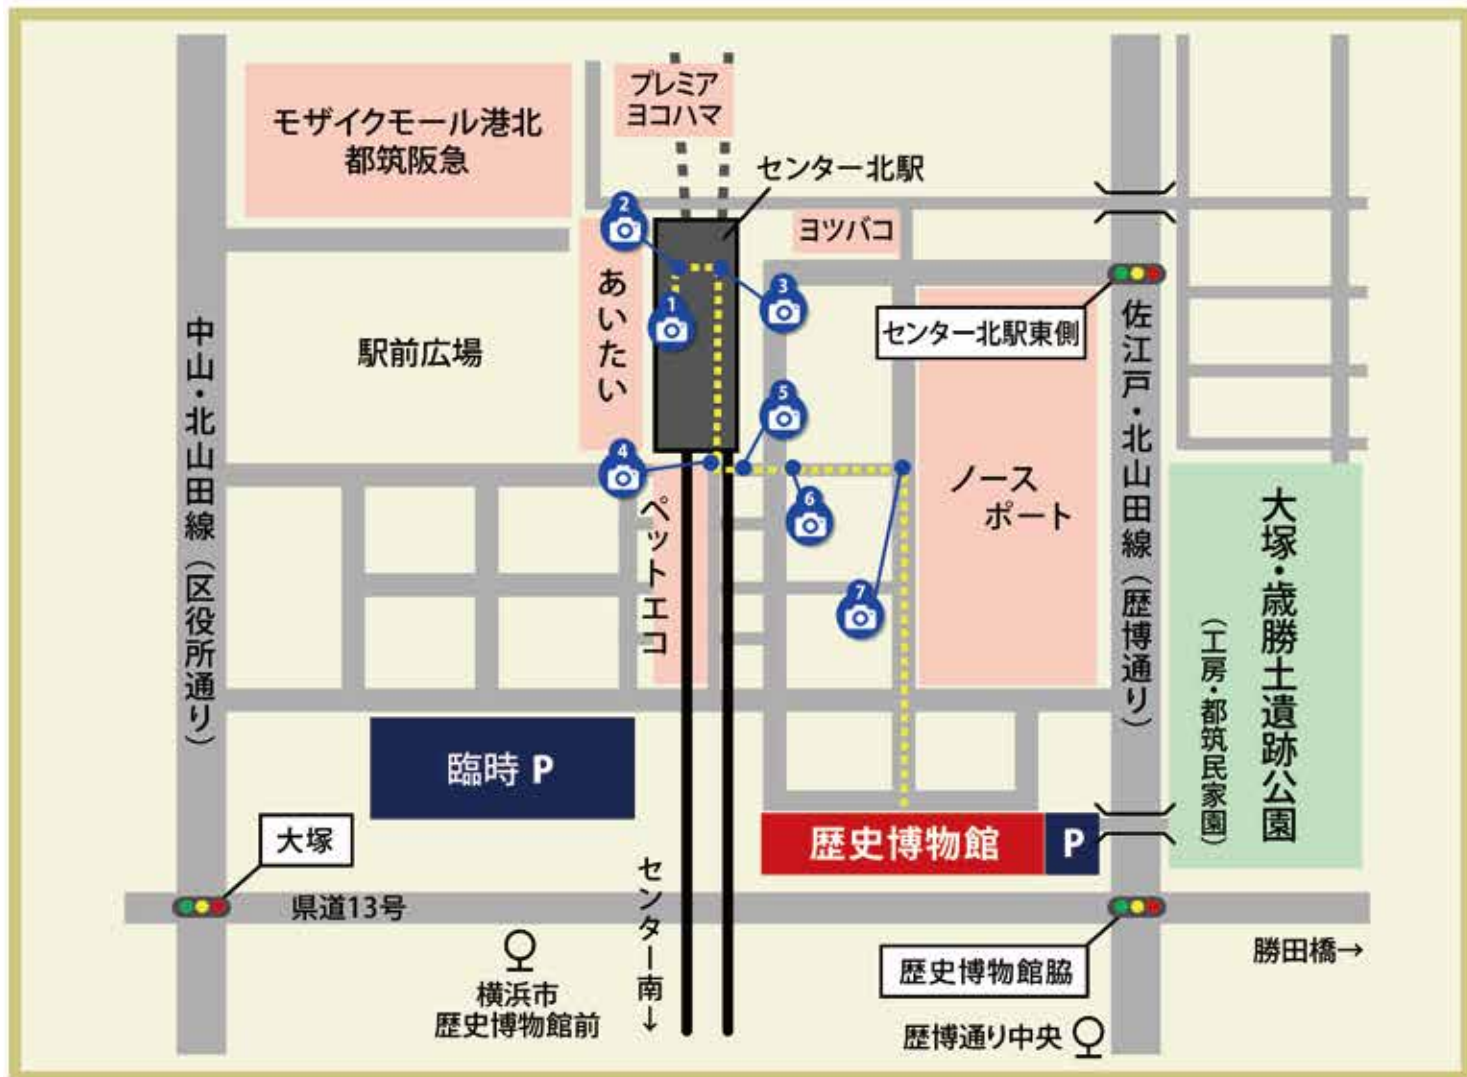 プレミア
ヨコハマ
モザイクモール港北
都筑阪急
センター北駅
2
ヨツバコ
あいたい
1
3
センター北駅東側
駅前広場
中山・北山田線（区役所通り）
佐江戸・北山田線（歴博通り）
5
4
6
7
ペットエコ
ノース
ポート
大塚・歳勝土遺跡公園
（工房・都筑民家園）
臨時 P
大塚
歴史博物館
P
県道13号
センター南→
横浜市
歴史博物館前
歴史博物館脇
勝田橋→
歴博通り中央